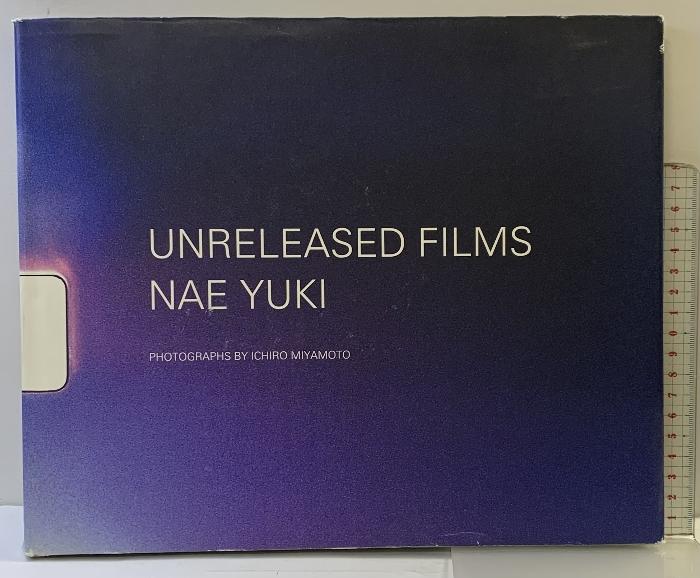 UNRELEASED FILMS
NAE YUKI
PHOTOGRAPHS BY ICHIRO MIYAMOTO